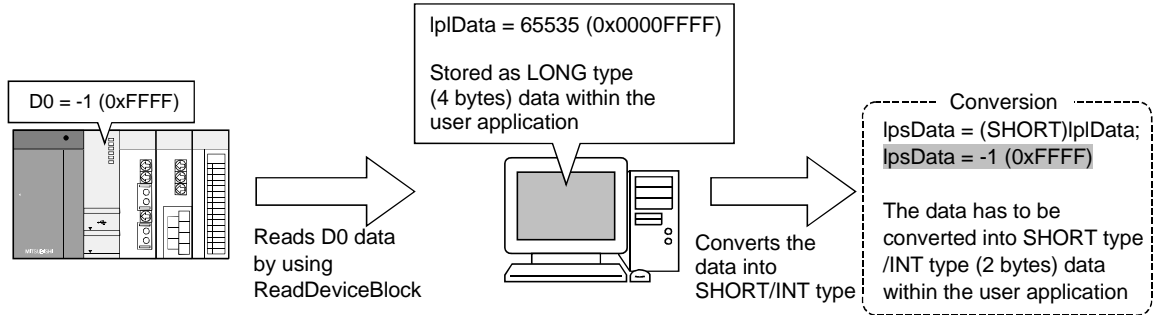 D0 = -1 (0xFFFF)
MITSUBISHI
lplData = 65535 (0x0000FFFF)
Stored as LONG type
(4 bytes) data within the
user application
Reads D0 data
by using
ReadDeviceBlock
Converts the
data into
SHORT/INT type
Conversion
lpsData = (SHORT)lplData;
lpsData = -1 (0xFFFF)
The data has to be
converted into SHORT type
/INT type (2 bytes) data
within the user application